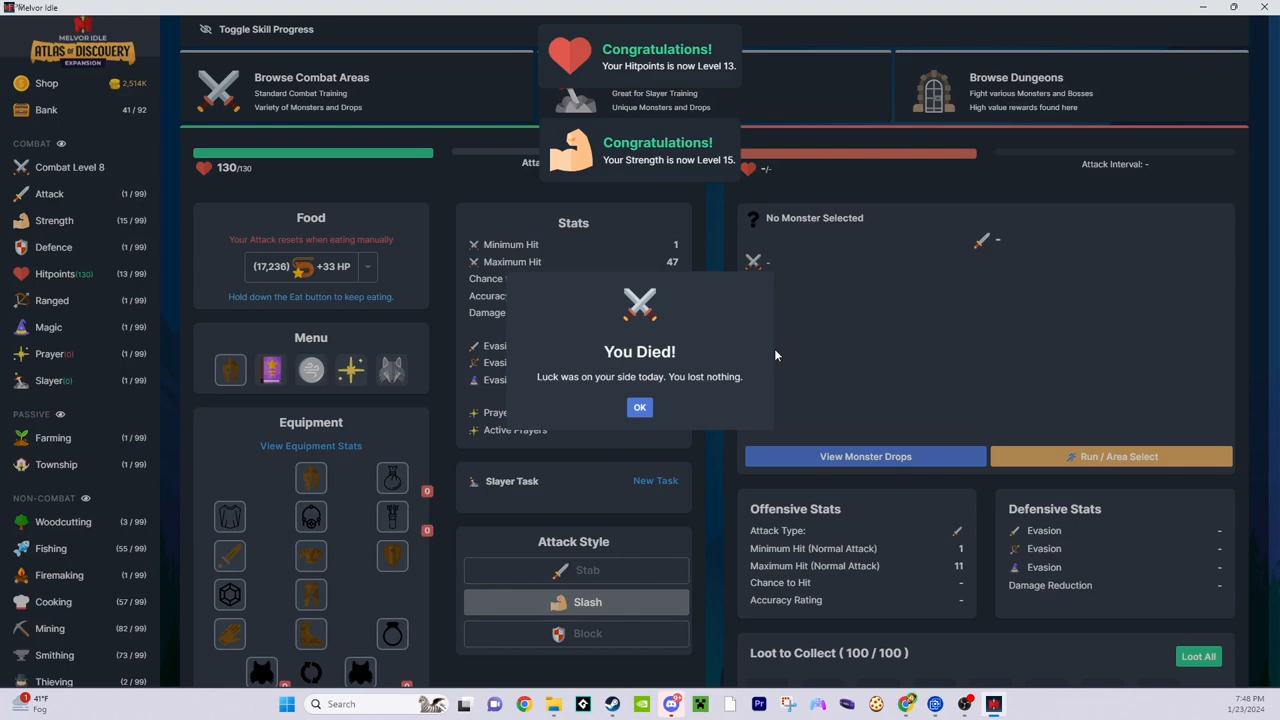 Melvor Idle
MELVOR IDLE
ATLAS OF DISCOVERY
EXPANSION
Shop 2,514K
Bank 41 / 92
COMBAT
Combat Level 8
Attack (1 / 99)
Strength (15 / 99)
Defence (1 / 99)
Hitpoints(130) (13 / 99)
Ranged (1 / 99)
Magic (1 / 99)
Prayer(0) (1 / 99)
Slayer(0) (1 / 99)
PASSIVE
Farming (1 / 99)
Township (1 / 99)
NON-COMBAT
Woodcutting (3 / 99)
Fishing (55 / 99)
Firemaking (1 / 99)
Cooking (57 / 99)
Mining (82 / 99)
Smithing (73 / 99)
Thieving (2 / 99)
Toggle Skill Progress
Browse Combat Areas
Standard Combat Training
Variety of Monsters and Drops
Great for Slayer Training
Unique Monsters and Drops
Browse Dungeons
Fight various Monsters and Bosses
High value rewards found here
Congratulations!
Your Hitpoints is now Level 13.
Congratulations!
Your Strength is now Level 15.
130/130
Atta
-/-
Attack Interval: -
Food
Your Attack resets when eating manually
(17,236) +33 HP
Hold down the Eat button to keep eating.
Menu
Equipment
View Equipment Stats
0
0
Stats
Minimum Hit 1
Maximum Hit 47
Chance
Accurac
Damage
Evasi
Evasi
Evasi
Praye
Active Prayers
You Died!
Luck was on your side today. You lost nothing.
OK
Slayer Task New Task
Attack Style
Stab
Slash
Block
No Monster Selected
-
-
View Monster Drops
Run / Area Select
Offensive Stats
Attack Type:
Minimum Hit (Normal Attack) 1
Maximum Hit (Normal Attack) 11
Chance to Hit -
Accuracy Rating -
Defensive Stats
Evasion -
Evasion -
Evasion -
Damage Reduction -
Loot to Collect ( 100 / 100 )
Loot All
1
41°F
Fog
Search
9+
Pr
7:48 PM
1/23/2024